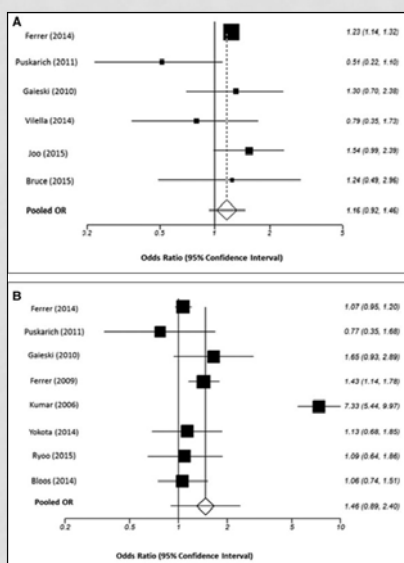 A
Ferrer (2014) 1.23 (1.14, 1.32)
Puskarich (2011) 0.51 (0.22, 1.10)
Gaieski (2010) 1.30 (0.70, 2.38)
Vilella (2014) 0.79 (0.35, 1.73)
Joo (2015) 1.54 (0.99, 2.39)
Bruce (2015) 1.24 (0.49, 2.96)
Pooled OR 1.16 (0.92, 1.46)
0.2 1 2 5
Odds Ratio (95% Confidence Interval)
B
Ferrer (2014) 1.07 (0.95, 1.20)
Puskarich (2011) 0.77 (0.35, 1.68)
Gaieski (2010) 1.65 (0.93, 2.89)
Ferrer (2009) 1.43 (1.14, 1.78)
Kumar (2006) 7.33 (5.44, 9.97)
Yokota (2014) 1.13 (0.68, 1.85)
Ryoo (2015) 1.09 (0.64, 1.86)
Bloos (2014) 1.06 (0.74, 1.51)
Pooled OR 1.46 (0.89, 2.40)
0.2 1 2 5 10
Odds Ratio (95% Confidence Interval)